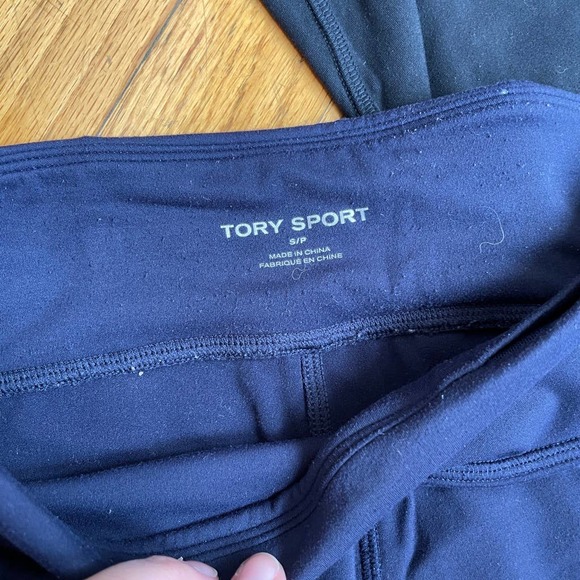 TORY SPORT
S/P
MADE IN CHINA
FABRIQUÉ EN CHINE